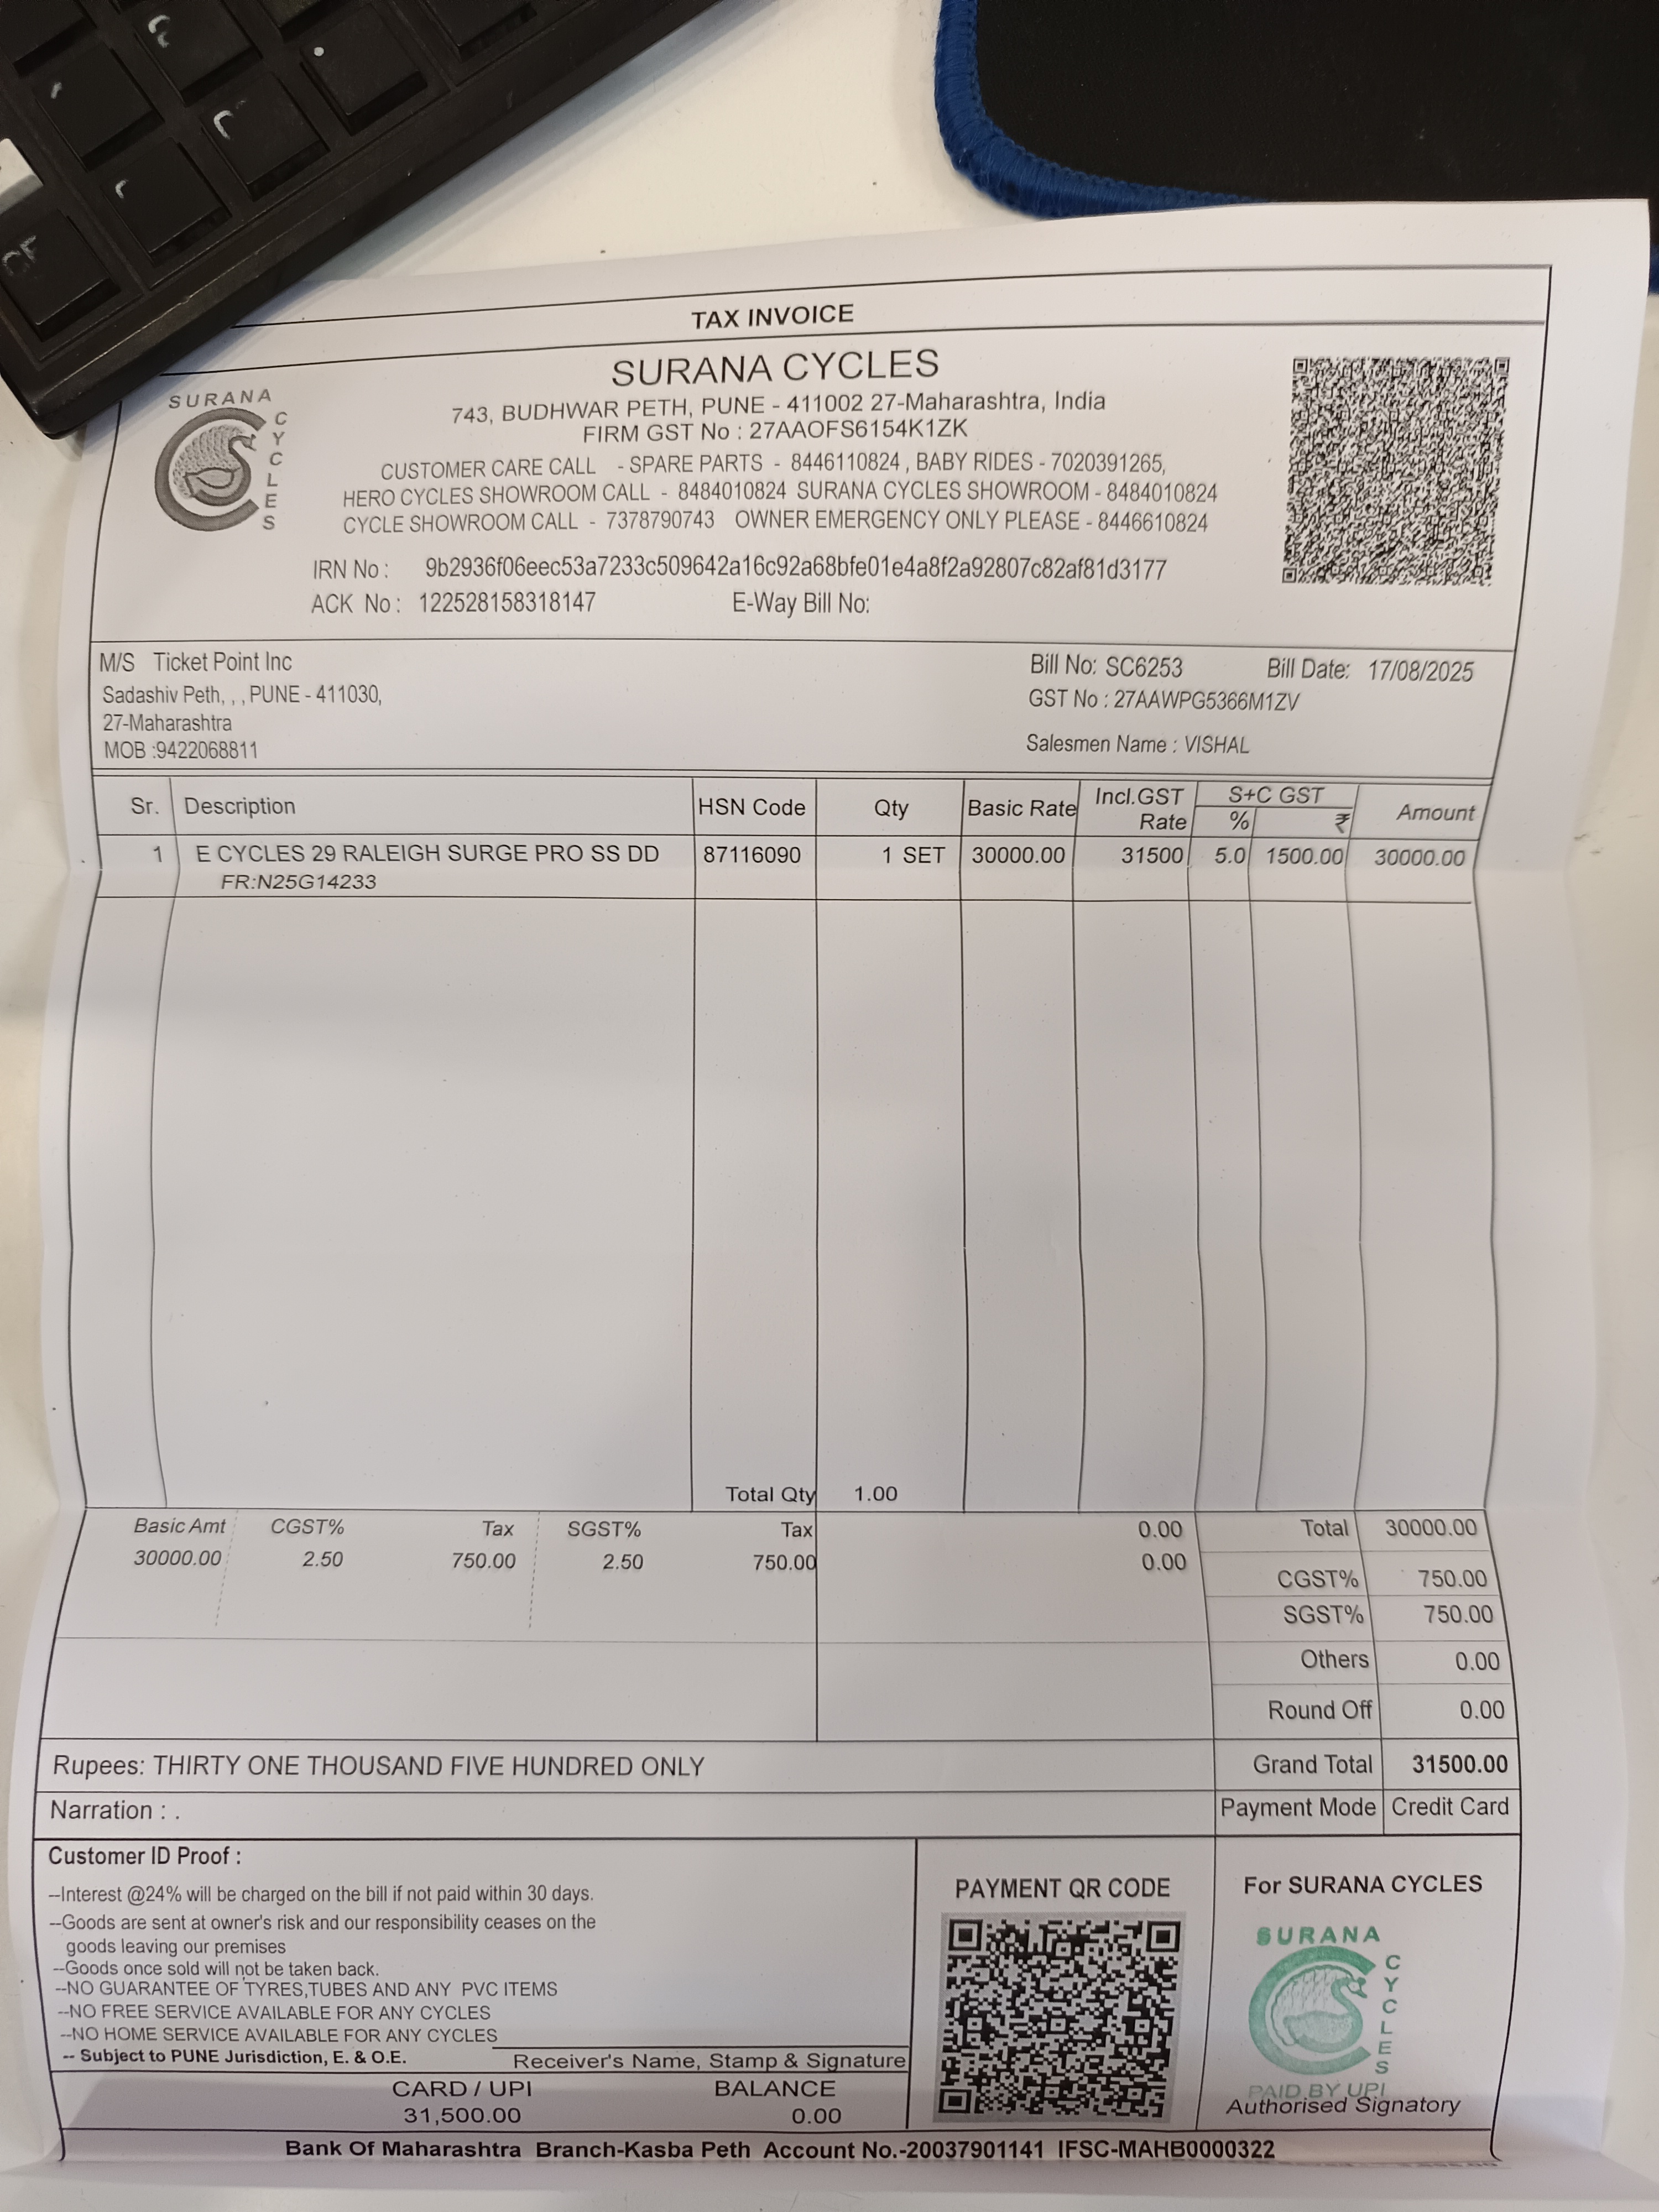 TAX INVOICE
SURANA CYCLES
SURANA CYCLES
743, BUDHWAR PETH, PUNE - 411002 27-Maharashtra, India
FIRM GST No : 27AAOFS6154K1ZK
CUSTOMER CARE CALL - SPARE PARTS - 8446110824 , BABY RIDES - 7020391265,
HERO CYCLES SHOWROOM CALL - 8484010824 SURANA CYCLES SHOWROOM - 8484010824
CYCLE SHOWROOM CALL - 7378790743 OWNER EMERGENCY ONLY PLEASE - 8446610824
IRN No : 9b2936f06eec53a7233c509642a16c92a68bfe01e4a8f2a92807c82af81d3177
ACK No : 122528158318147 E-Way Bill No:
M/S Ticket Point Inc
Sadashiv Peth, , , PUNE - 411030,
27-Maharashtra
MOB :9422068811
Bill No: SC6253 Bill Date: 17/08/2025
GST No : 27AAWPG5366M1ZV
Salesmen Name : VISHAL
Sr. Description HSN Code Qty Basic Rate Incl.GST Rate S+C GST % ₹ Amount
1 E CYCLES 29 RALEIGH SURGE PRO SS DD 87116090 1 SET 30000.00 31500 5.0 1500.00 30000.00
FR:N25G14233
Total Qty 1.00
Basic Amt CGST% Tax SGST% Tax 0.00 Total 30000.00
30000.00 2.50 750.00 2.50 750.00 0.00
CGST% 750.00
SGST% 750.00
Others 0.00
Round Off 0.00
Rupees: THIRTY ONE THOUSAND FIVE HUNDRED ONLY Grand Total 31500.00
Narration : . Payment Mode Credit Card
Customer ID Proof :
--Interest @24% will be charged on the bill if not paid within 30 days.
--Goods are sent at owner's risk and our responsibility ceases on the
goods leaving our premises
--Goods once sold will not be taken back.
--NO GUARANTEE OF TYRES,TUBES AND ANY PVC ITEMS
--NO FREE SERVICE AVAILABLE FOR ANY CYCLES
--NO HOME SERVICE AVAILABLE FOR ANY CYCLES
-- Subject to PUNE Jurisdiction, E. & O.E. Receiver's Name, Stamp & Signature
CARD / UPI BALANCE
31,500.00 0.00
PAYMENT QR CODE
For SURANA CYCLES
SURANA CYCLES
PAID BY UPI
Authorised Signatory
Bank Of Maharashtra Branch-Kasba Peth Account No.-20037901141 IFSC-MAHB0000322